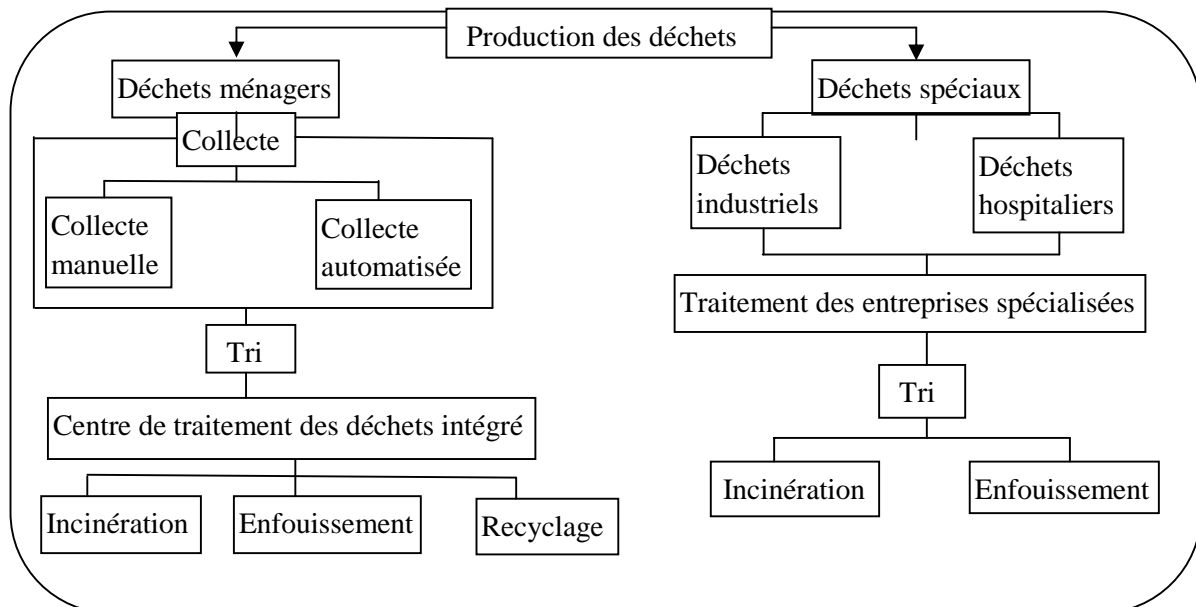 Production des déchets
Déchets ménagers
Déchets spéciaux
Collecte
Déchets
industriels
Déchets
hospitaliers
Collecte
manuelle
Collecte
automatisée
Traitement des entreprises spécialisées
Tri
Tri
Centre de traitement des déchets intégré
Incinération
Enfouissement
Incinération
Enfouissement
Recyclage